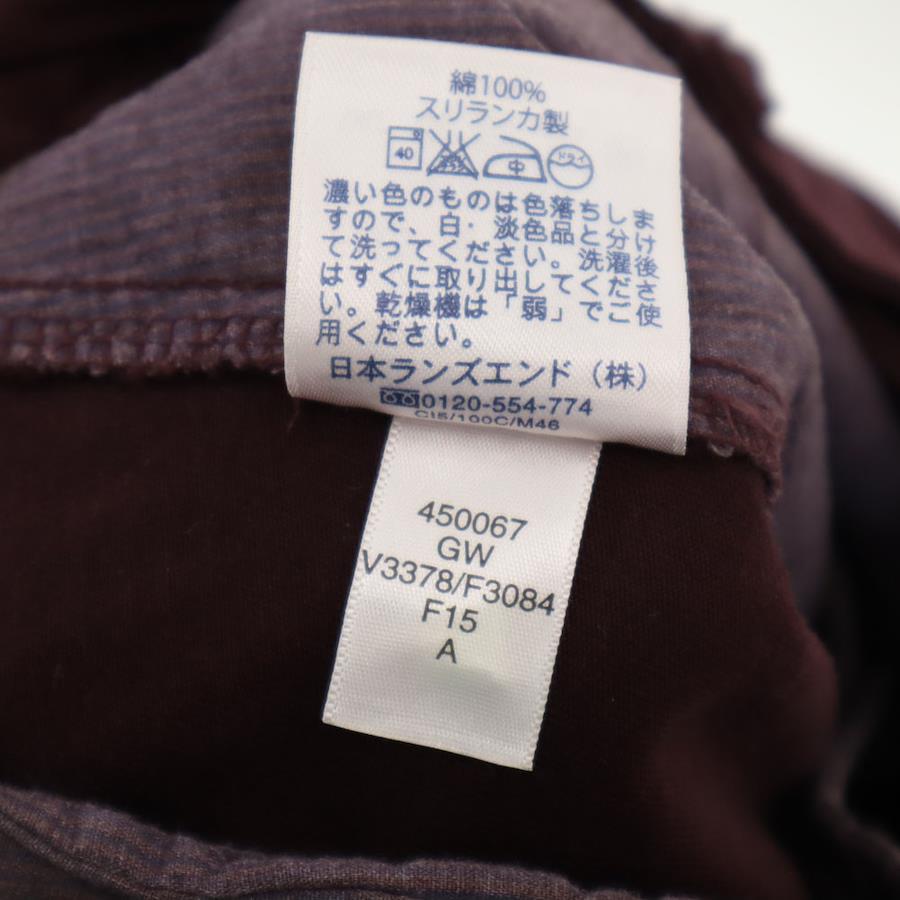 綿100%
スリランカ製
40 中 ドライ
濃い色のものは色落ちしま
すので、白・淡色品と分け
て洗ってください。洗濯後
はすぐに取り出してくださ
い。乾燥機は「弱」でご使
用ください。
日本ランズエンド（株）
0120-554-774
C15/100C/M46
450067
GW
V3378/F3084
F15
A